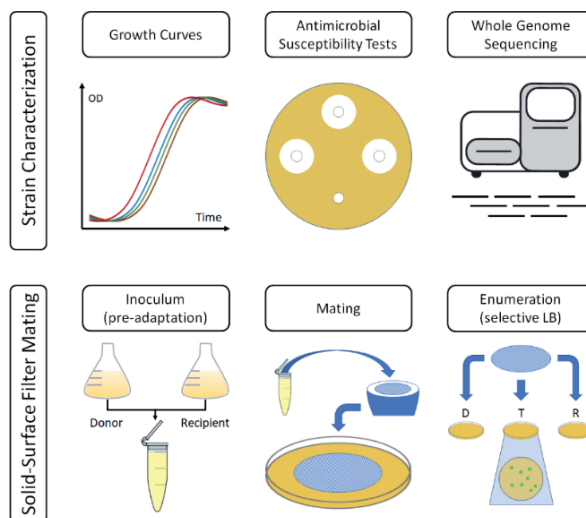 Strain Characterization
Growth Curves
OD
Time
Antimicrobial
Susceptibility Tests
Whole Genome
Sequencing
Solid-Surface Filter Mating
Inoculum
(pre-adaptation)
Donor
Recipient
Mating
Enumeration
(selective LB)
D
T
R